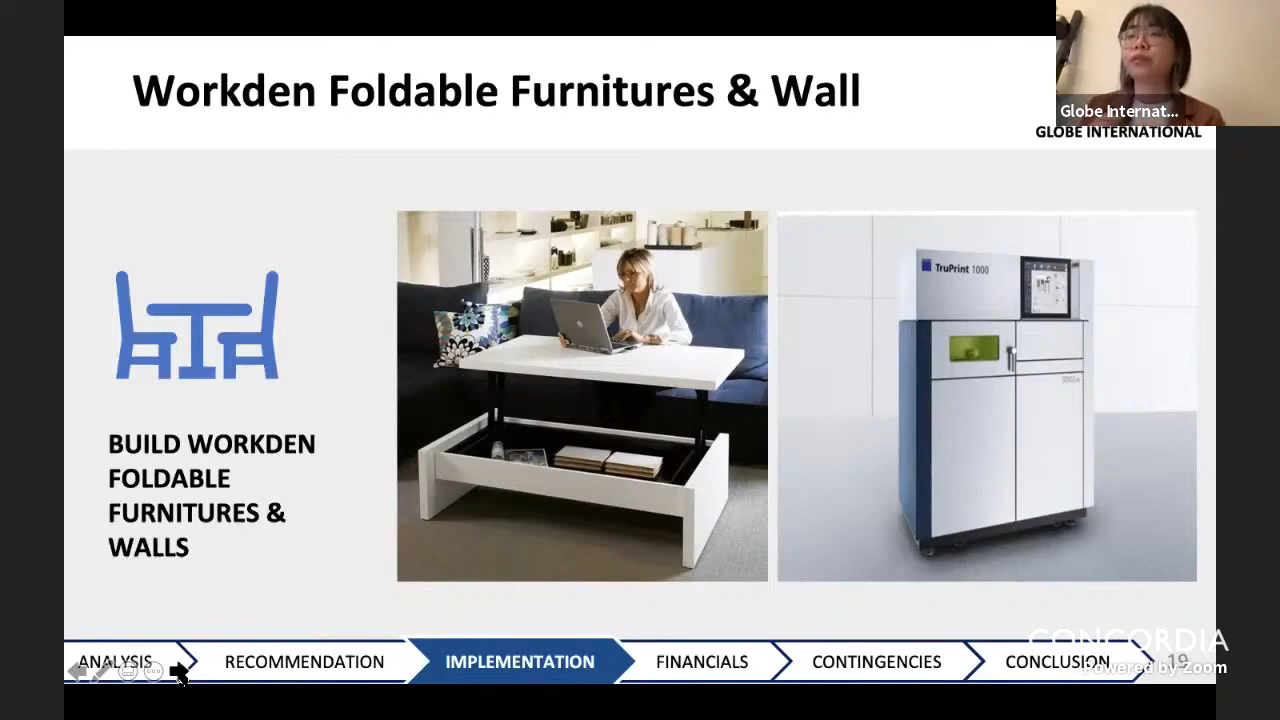 Workden Foldable Furnitures & Wall
Globe Internat...
GLOBE INTERNATIONAL
TruPrint 1000
BUILD WORKDEN
FOLDABLE
FURNITURES &
WALLS
ANALYSIS
RECOMMENDATION
IMPLEMENTATION
FINANCIALS
CONTINGENCIES
CONCLUSION
19
CONCORDIA
Powered by Zoom